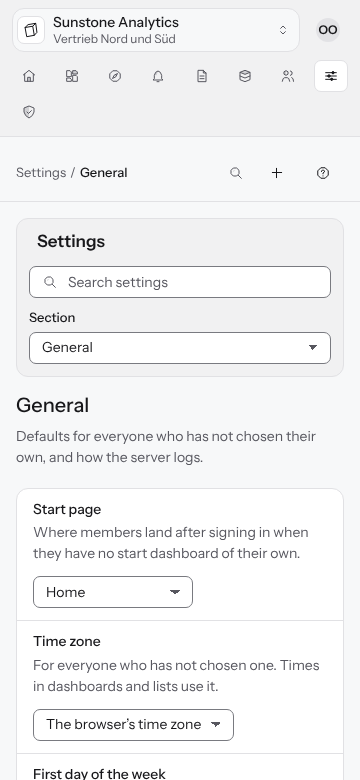 Sunstone Analytics
Vertrieb Nord und Süd
OO
Settings / General
Settings
Search settings
Section
General
General
Defaults for everyone who has not chosen their
own, and how the server logs.
Start page
Where members land after signing in when
they have no start dashboard of their own.
Home
Time zone
For everyone who has not chosen one. Times
in dashboards and lists use it.
The browser's time zone
First day of the week